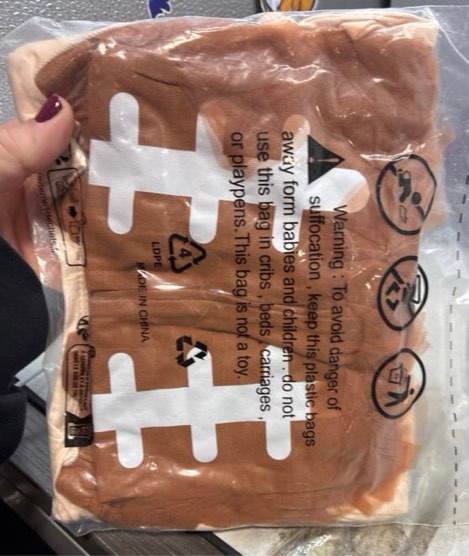 Warning : To avoid danger of
suffocation , keep this plastic bags
away form babies and children . do not
use this bag in cribs , beds , carriages ,
or playpens. This bag is not a toy.
4
LDPE
MADE IN CHINA